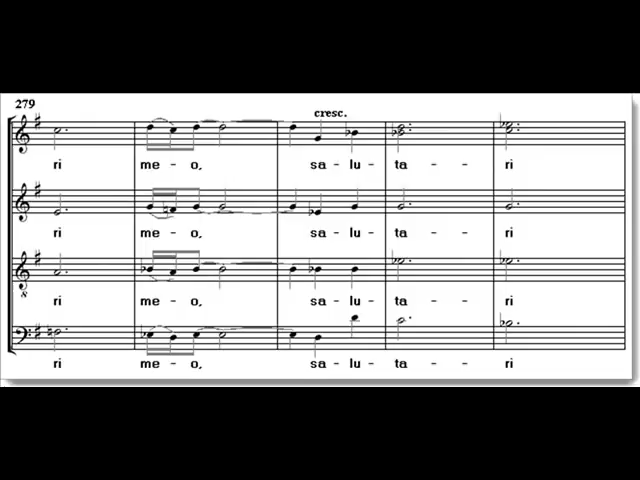 279
cresc.
ri me - o, sa - lu - ta - ri
ri me - o, sa - lu - ta - ri
8
ri me - o, sa - lu - ta - ri
ri me - o, sa - lu - ta - ri